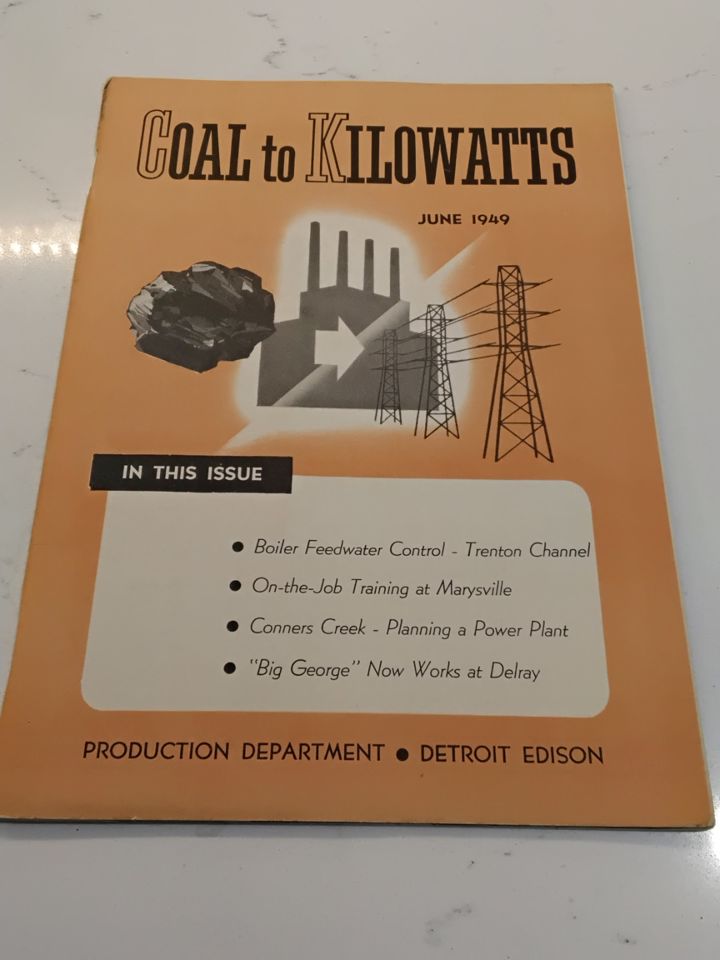 COAL to KILOWATTS
JUNE 1949
IN THIS ISSUE
● Boiler Feedwater Control - Trenton Channel
● On-the-Job Training at Marysville
● Conners Creek - Planning a Power Plant
● "Big George" Now Works at Delray
PRODUCTION DEPARTMENT ● DETROIT EDISON